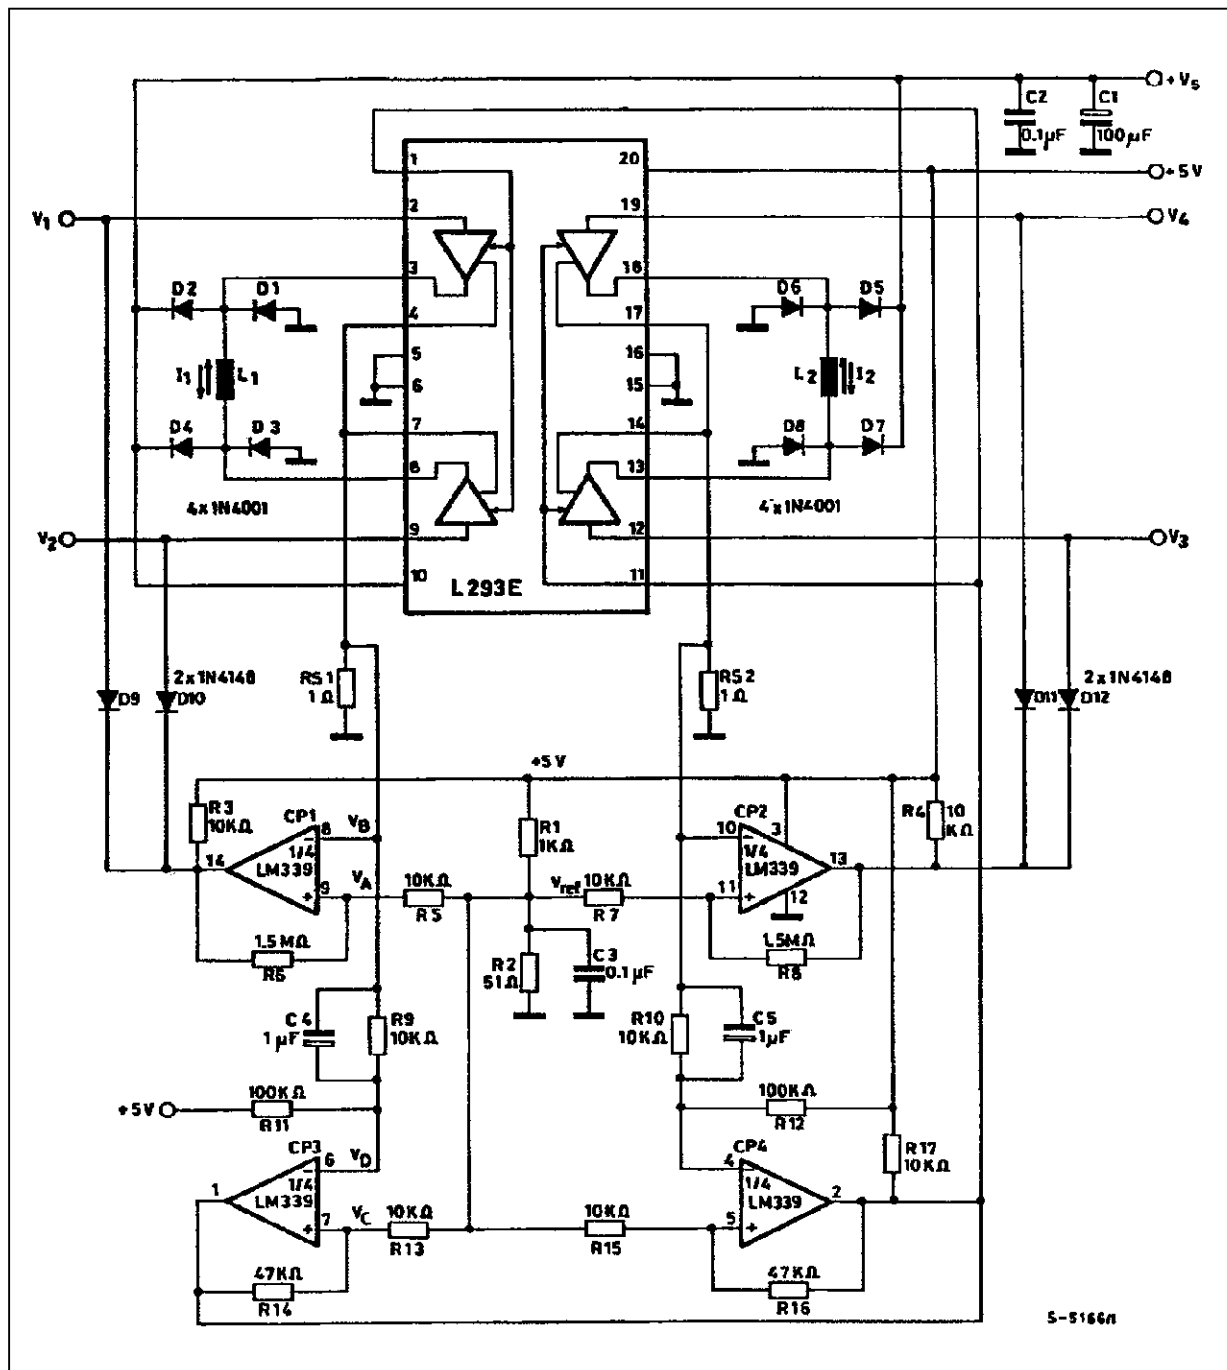 +Vs
C2
0.1µF
C1
100µF
1
20
+5V
V1
2
19
V4
3
18
D2
D1
D6
D5
4
17
5
16
I1
L1
6
15
L2
I2
7
14
D4
D3
D8
D7
8
13
4x1N4001
4x1N4001
V2
9
12
V3
10
11
L293E
RS1
1Ω
RS2
1Ω
2x1N4148
D9
D10
2x1N4148
D11
D12
+5V
R3
10KΩ
CP1
8
VB
R1
1KΩ
CP2
10
3
R4
10
KΩ
14
1/4
LM339
-
1/4
LM339
-
13
9
+
VA
10KΩ
R5
Vref
10KΩ
R7
11
+
12
1.5MΩ
R6
R2
51Ω
C3
0.1µF
1.5MΩ
R8
C4
1µF
R9
10KΩ
R10
10KΩ
C5
1µF
+5V
100KΩ
R11
100KΩ
R12
CP3
6
VD
CP4
4
R17
10KΩ
1
1/4
LM339
-
1/4
LM339
-
2
7
+
VC
10KΩ
R13
10KΩ
R15
5
+
47KΩ
R14
47KΩ
R16
S-5166/1